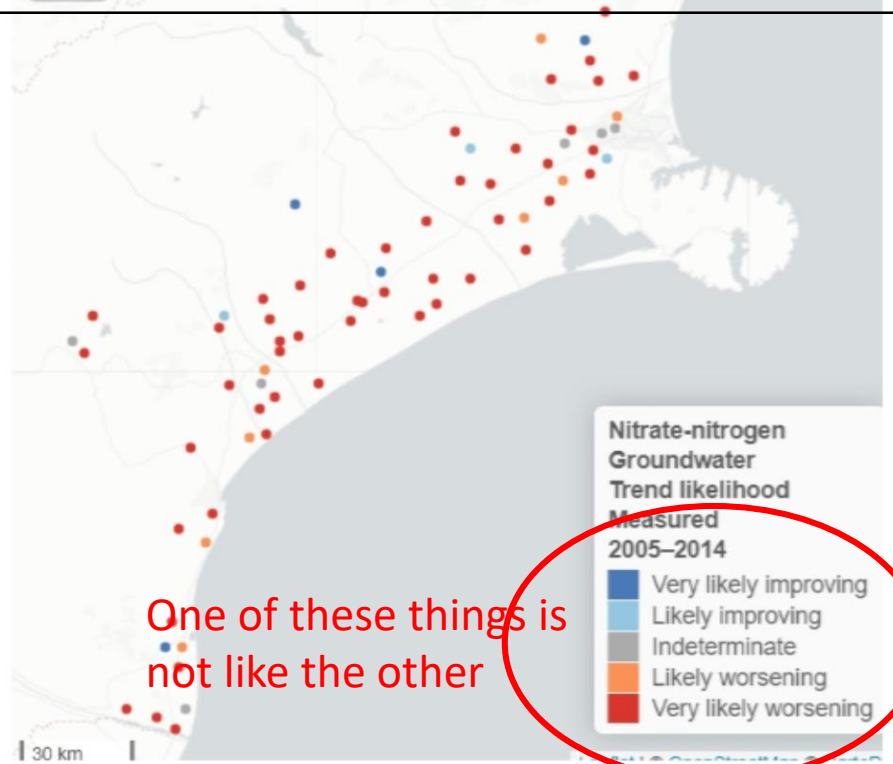 Nitrate-nitrogen
Groundwater
Trend likelihood
Measured
2005–2014
Very likely improving
Likely improving
Indeterminate
Likely worsening
Very likely worsening
One of these things is
not like the other
30 km